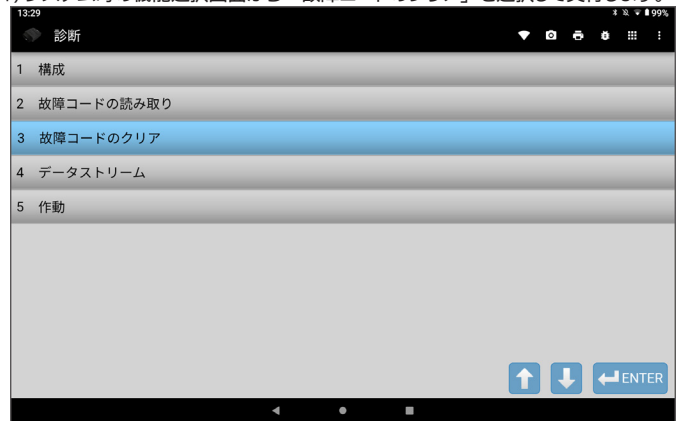 13:29
99%
診断
1 構成
2 故障コードの読み取り
3 故障コードのクリア
4 データストリーム
5 作動
ENTER